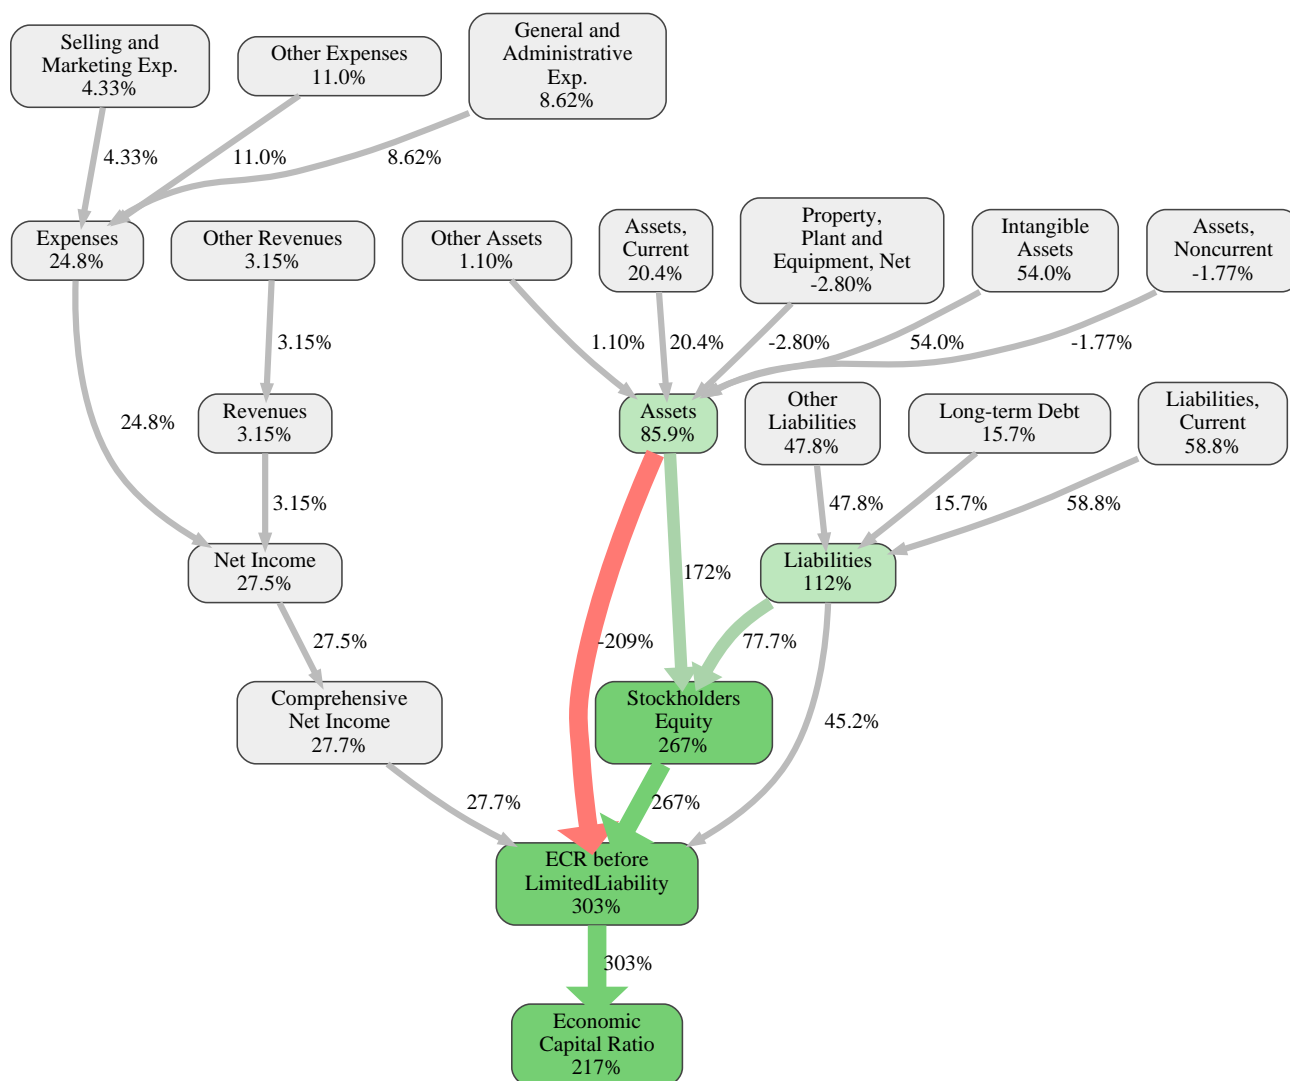 Selling and
Marketing Exp.
4.33%
Other Expenses
11.0%
General and
Administrative
Exp.
8.62%
4.33%
11.0%
8.62%
Expenses
24.8%
Other Revenues
3.15%
Other Assets
1.10%
Assets,
Current
20.4%
Property,
Plant and
Equipment, Net
-2.80%
Intangible
Assets
54.0%
Assets,
Noncurrent
-1.77%
3.15%
1.10%
20.4%
-2.80%
54.0%
-1.77%
24.8%
Revenues
3.15%
Assets
85.9%
Other
Liabilities
47.8%
Long-term Debt
15.7%
Liabilities,
Current
58.8%
3.15%
47.8%
15.7%
58.8%
Net Income
27.5%
172%
Liabilities
112%
27.5%
-209%
77.7%
Comprehensive
Net Income
27.7%
Stockholders
Equity
267%
45.2%
27.7%
267%
ECR before
LimitedLiability
303%
303%
Economic
Capital Ratio
217%